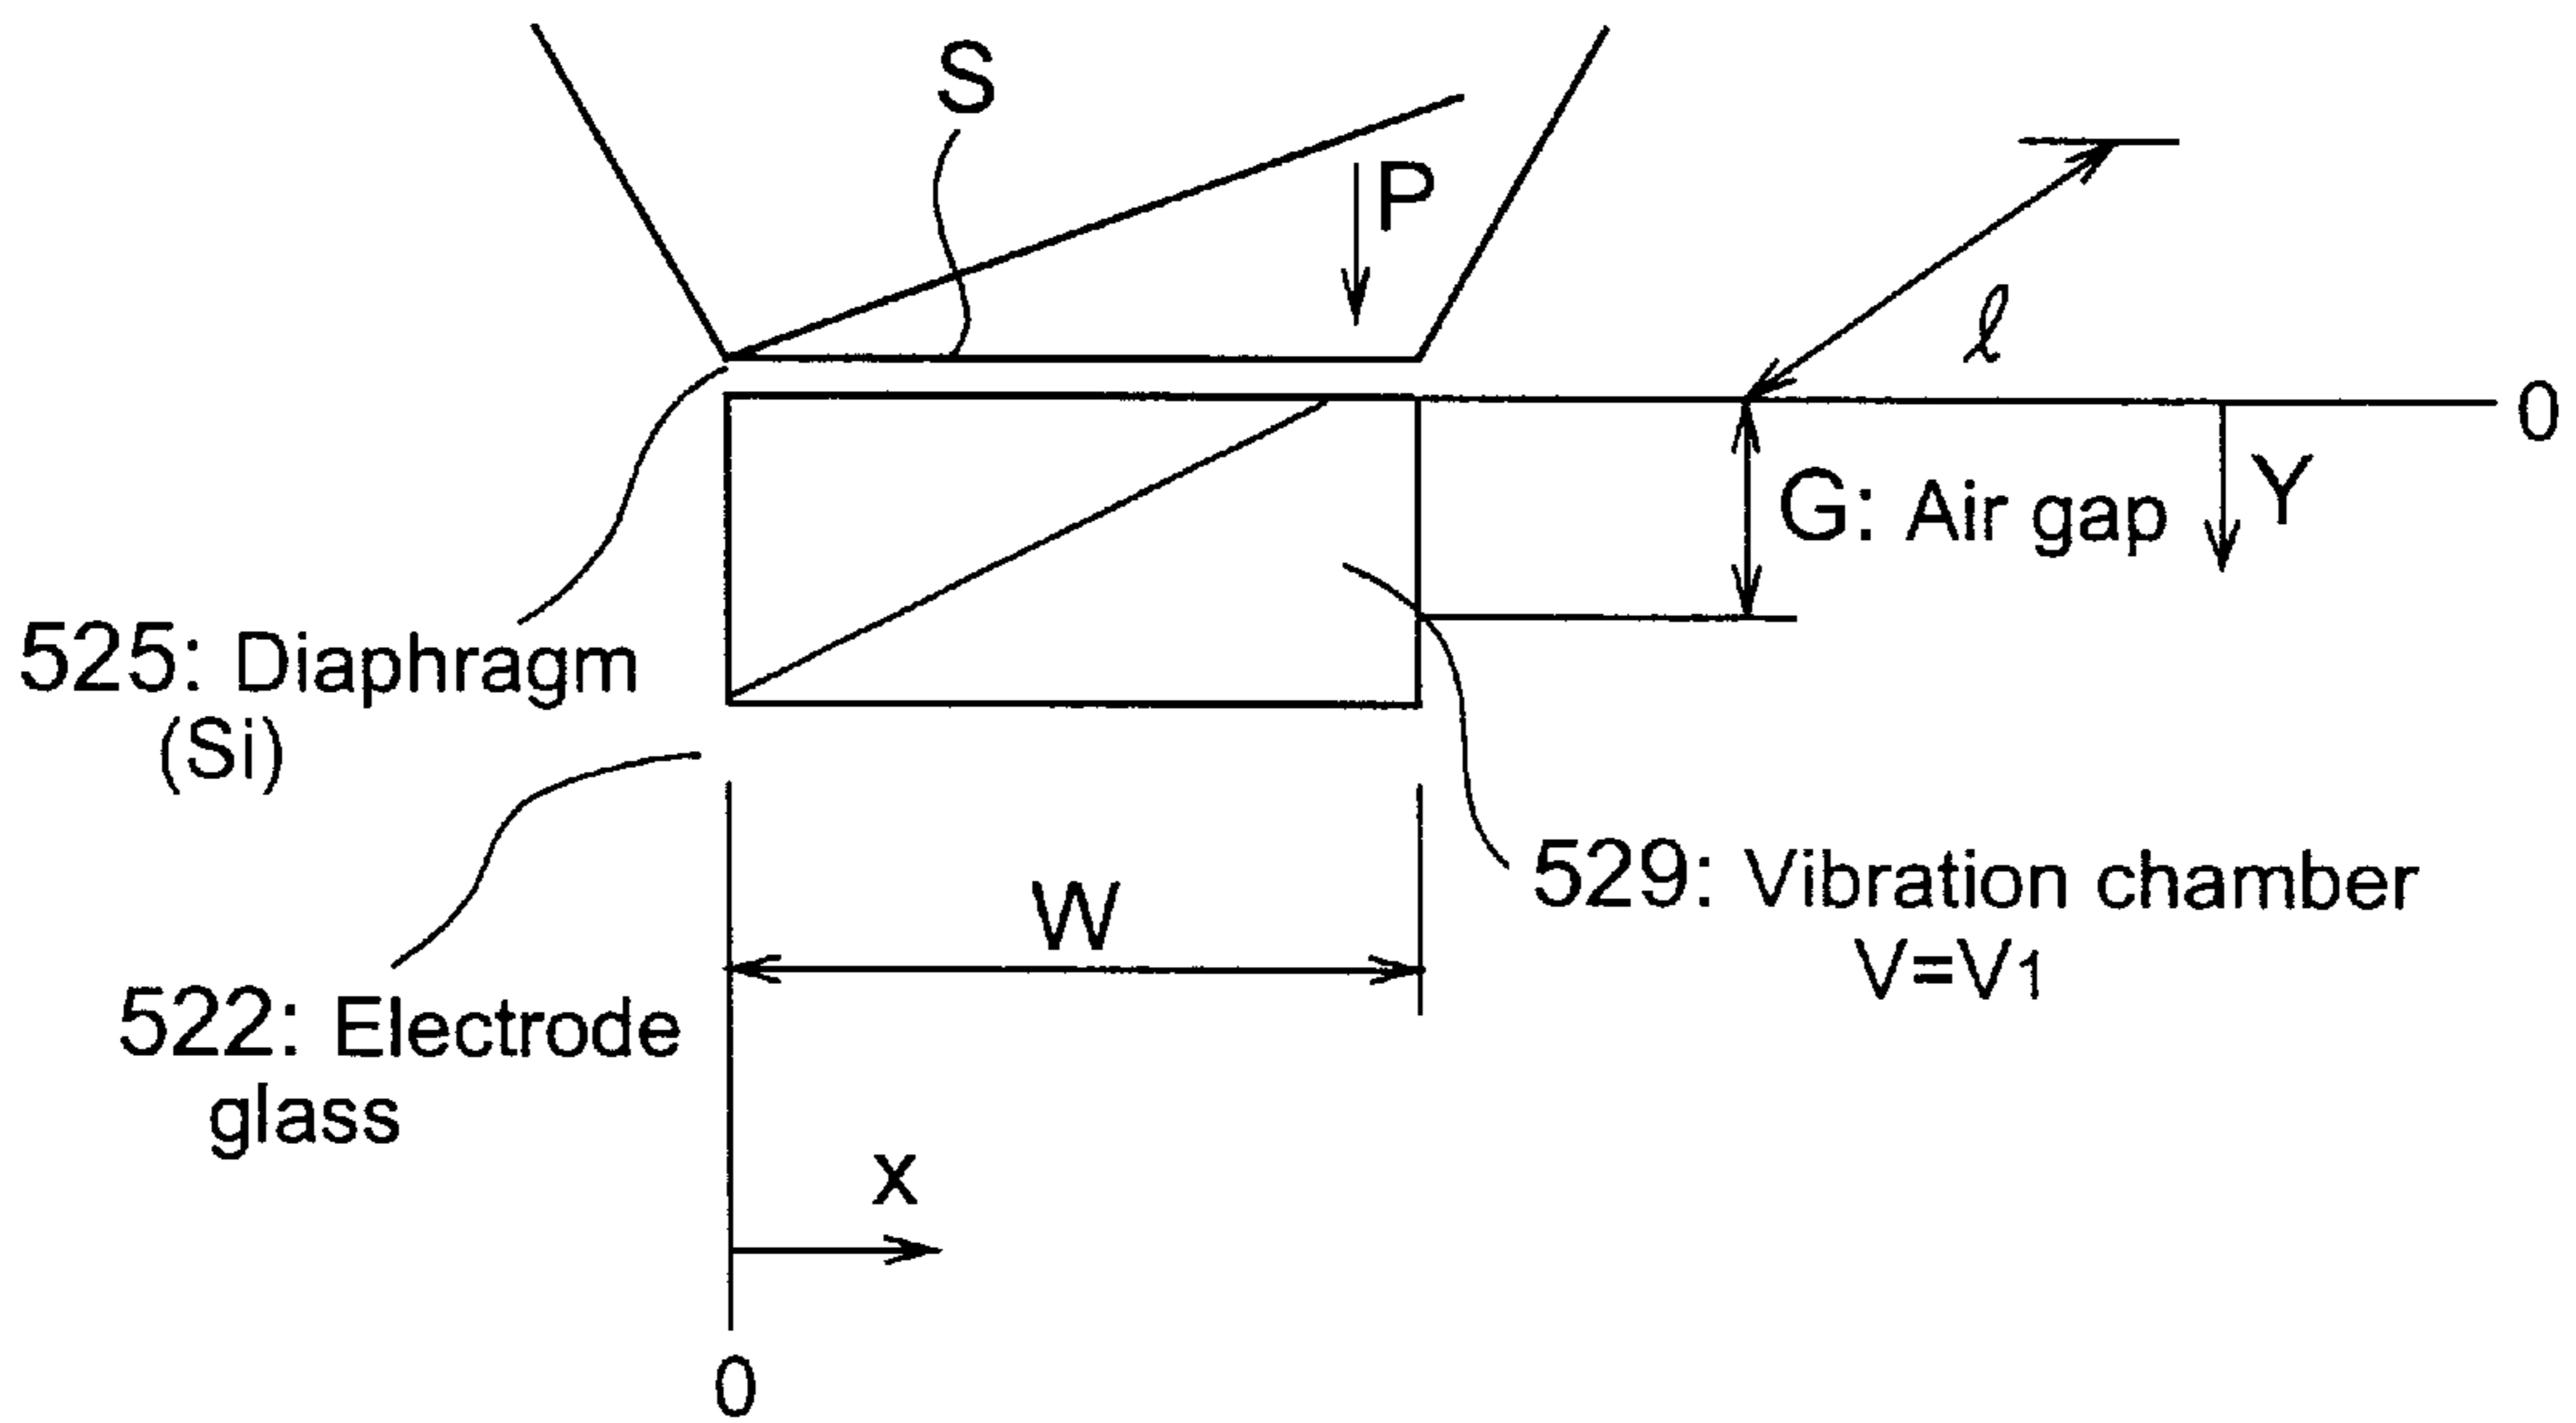 S
P
ℓ
0
G: Air gap
Y
525: Diaphragm
(Si)
529: Vibration chamber
V=V1
W
522: Electrode
glass
x
0